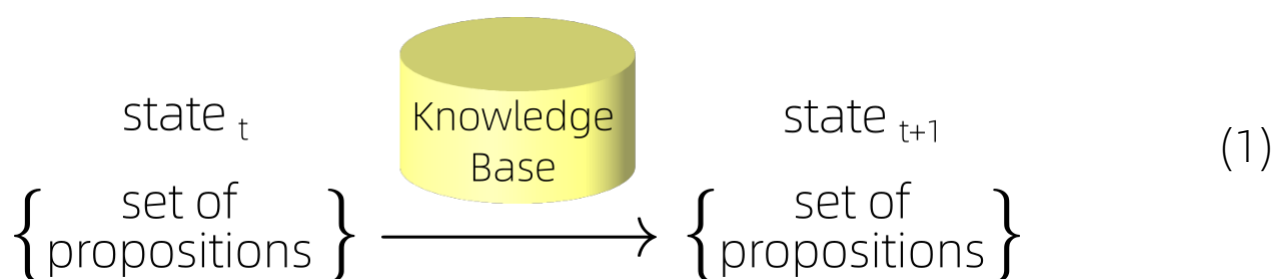 state t
Knowledge
Base
state t+1
(1)
{ set of
propositions }
{ set of
propositions }